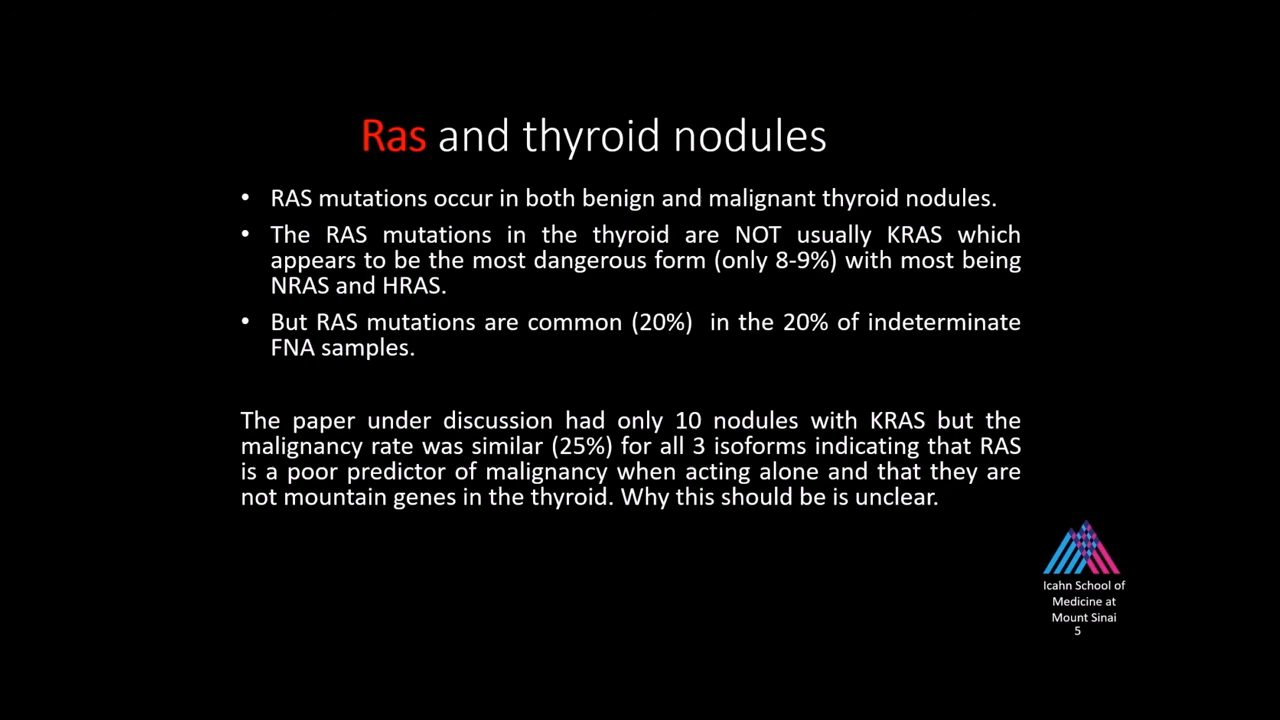 Ras and thyroid nodules
• RAS mutations occur in both benign and malignant thyroid nodules.
• The RAS mutations in the thyroid are NOT usually KRAS which
appears to be the most dangerous form (only 8-9%) with most being
NRAS and HRAS.
• But RAS mutations are common (20%) in the 20% of indeterminate
FNA samples.
The paper under discussion had only 10 nodules with KRAS but the
malignancy rate was similar (25%) for all 3 isoforms indicating that RAS
is a poor predictor of malignancy when acting alone and that they are
not mountain genes in the thyroid. Why this should be is unclear.
Icahn School of
Medicine at
Mount Sinai
5